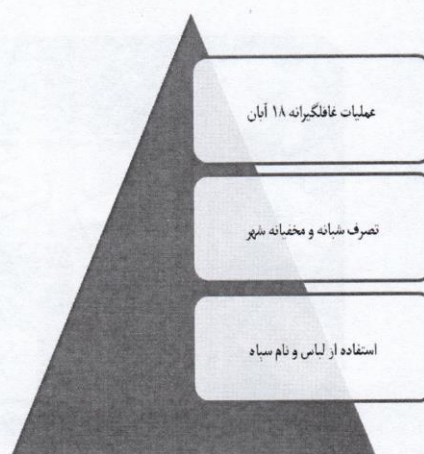 عملیات غافلگیرانه ۱۸ آبان
تصرف شبانه و مخفیانه شهر
استفاده از لباس و نام سپاه